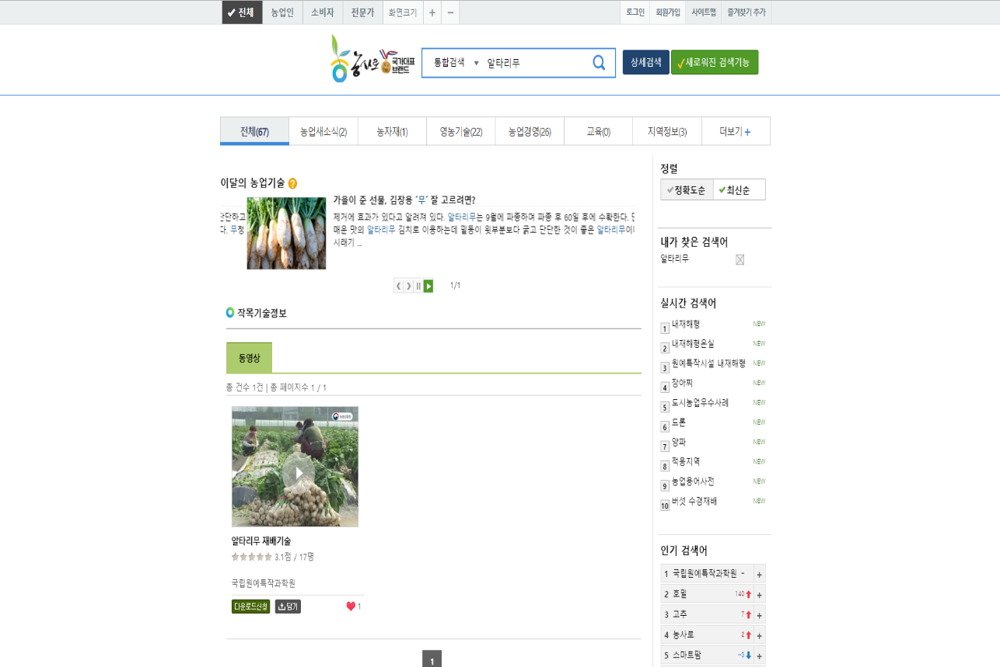 전체 농업인 소비자 전문가 화면크기 + − 로그인 회원가입 사이트맵 즐겨찾기 추가
농사로 국가대표 브랜드 통합검색 ▼ 알타리무 상세검색 새로워진 검색기능
전체(67) 농업새소식(2) 농자재(1) 영농기술(22) 농업경영(26) 교육(0) 지역정보(3) 더보기 +
이달의 농업기술 ?
가을이 준 선물, 김장용 '무' 잘 고르려면?
단단하고 제거에 효과가 있다고 알려져 있다. 알타리무는 9월에 파종하며 파종 후 60일 후에 수확한다.
다. 무청 매운 맛의 알타리무 김치로 이용하는데 밑동이 윗부분보다 굵고 단단한 것이 좋은 알타리무이
시래기 ...
1/1
작목기술정보
동영상
총 건수 1건 | 총 페이지수 1 / 1
알타리무 재배기술
3.1점 / 17명
국립원예특작과학원
다운로드신청 담기 1
1
정렬
정확도순 최신순
내가 찾은 검색어
알타리무
실시간 검색어
1 내재해형 NEW
2 내재해형온실 NEW
3 원예특작시설 내재해형 NEW
4 장아찌 NEW
5 도시농업우수사례 NEW
6 드론 NEW
7 양파 NEW
8 적응지역 NEW
9 농업용어사전 NEW
10 버섯 수경재배 NEW
인기 검색어
1 국립원예특작과학원 - +
2 호밀 140 +
3 고추 7 +
4 농사로 2 +
5 스마트팜 -3 +